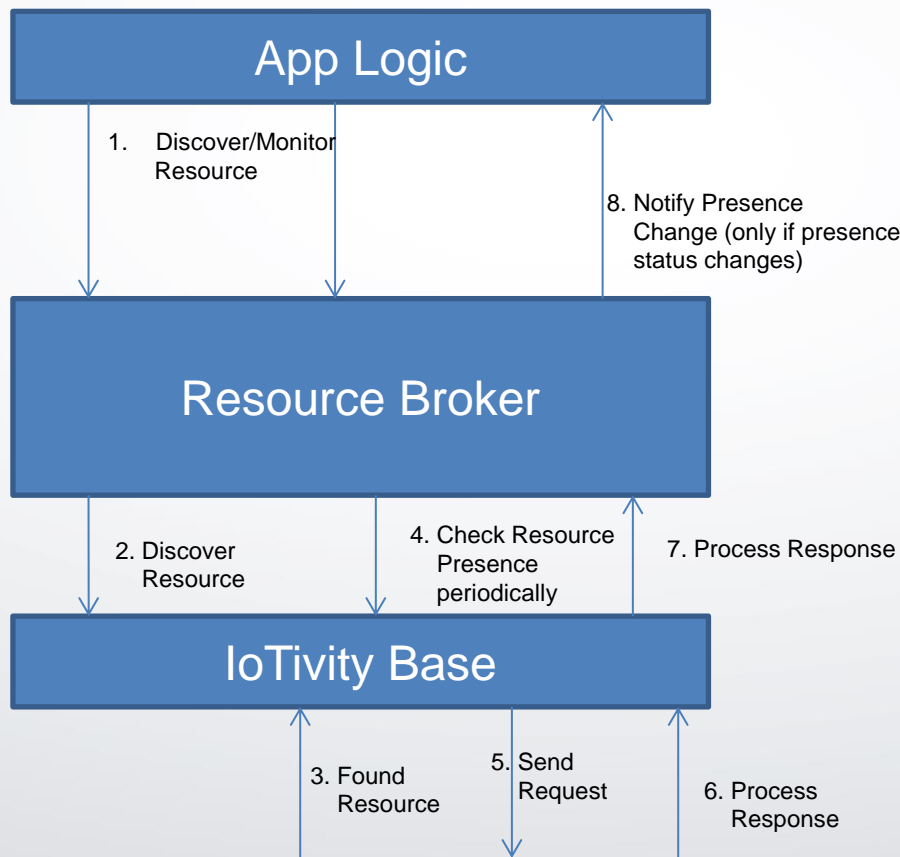 App Logic
1. Discover/Monitor
Resource
8. Notify Presence
Change (only if presence
status changes)
Resource Broker
2. Discover
Resource
4. Check Resource
Presence
periodically
7. Process Response
IoTivity Base
3. Found
Resource
5. Send
Request
6. Process
Response